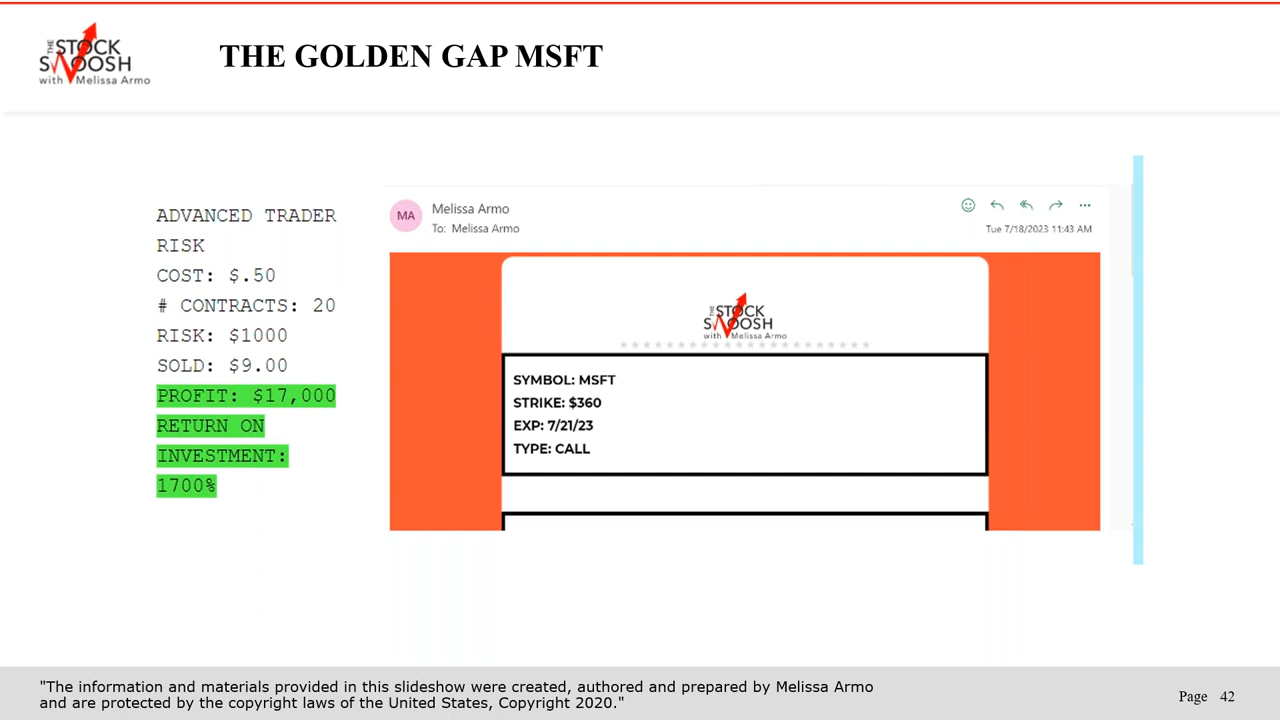 THE
STOCK
SWOOSH
with Melissa Armo
THE GOLDEN GAP MSFT
ADVANCED TRADER
RISK
COST: $.50
# CONTRACTS: 20
RISK: $1000
SOLD: $9.00
PROFIT: $17,000
RETURN ON
INVESTMENT:
1700%
MA
Melissa Armo
To: Melissa Armo
Tue 7/18/2023 11:43 AM
THE
STOCK
SWOOSH
with Melissa Armo
SYMBOL: MSFT
STRIKE: $360
EXP: 7/21/23
TYPE: CALL
"The information and materials provided in this slideshow were created, authored and prepared by Melissa Armo
and are protected by the copyright laws of the United States, Copyright 2020."
Page 42